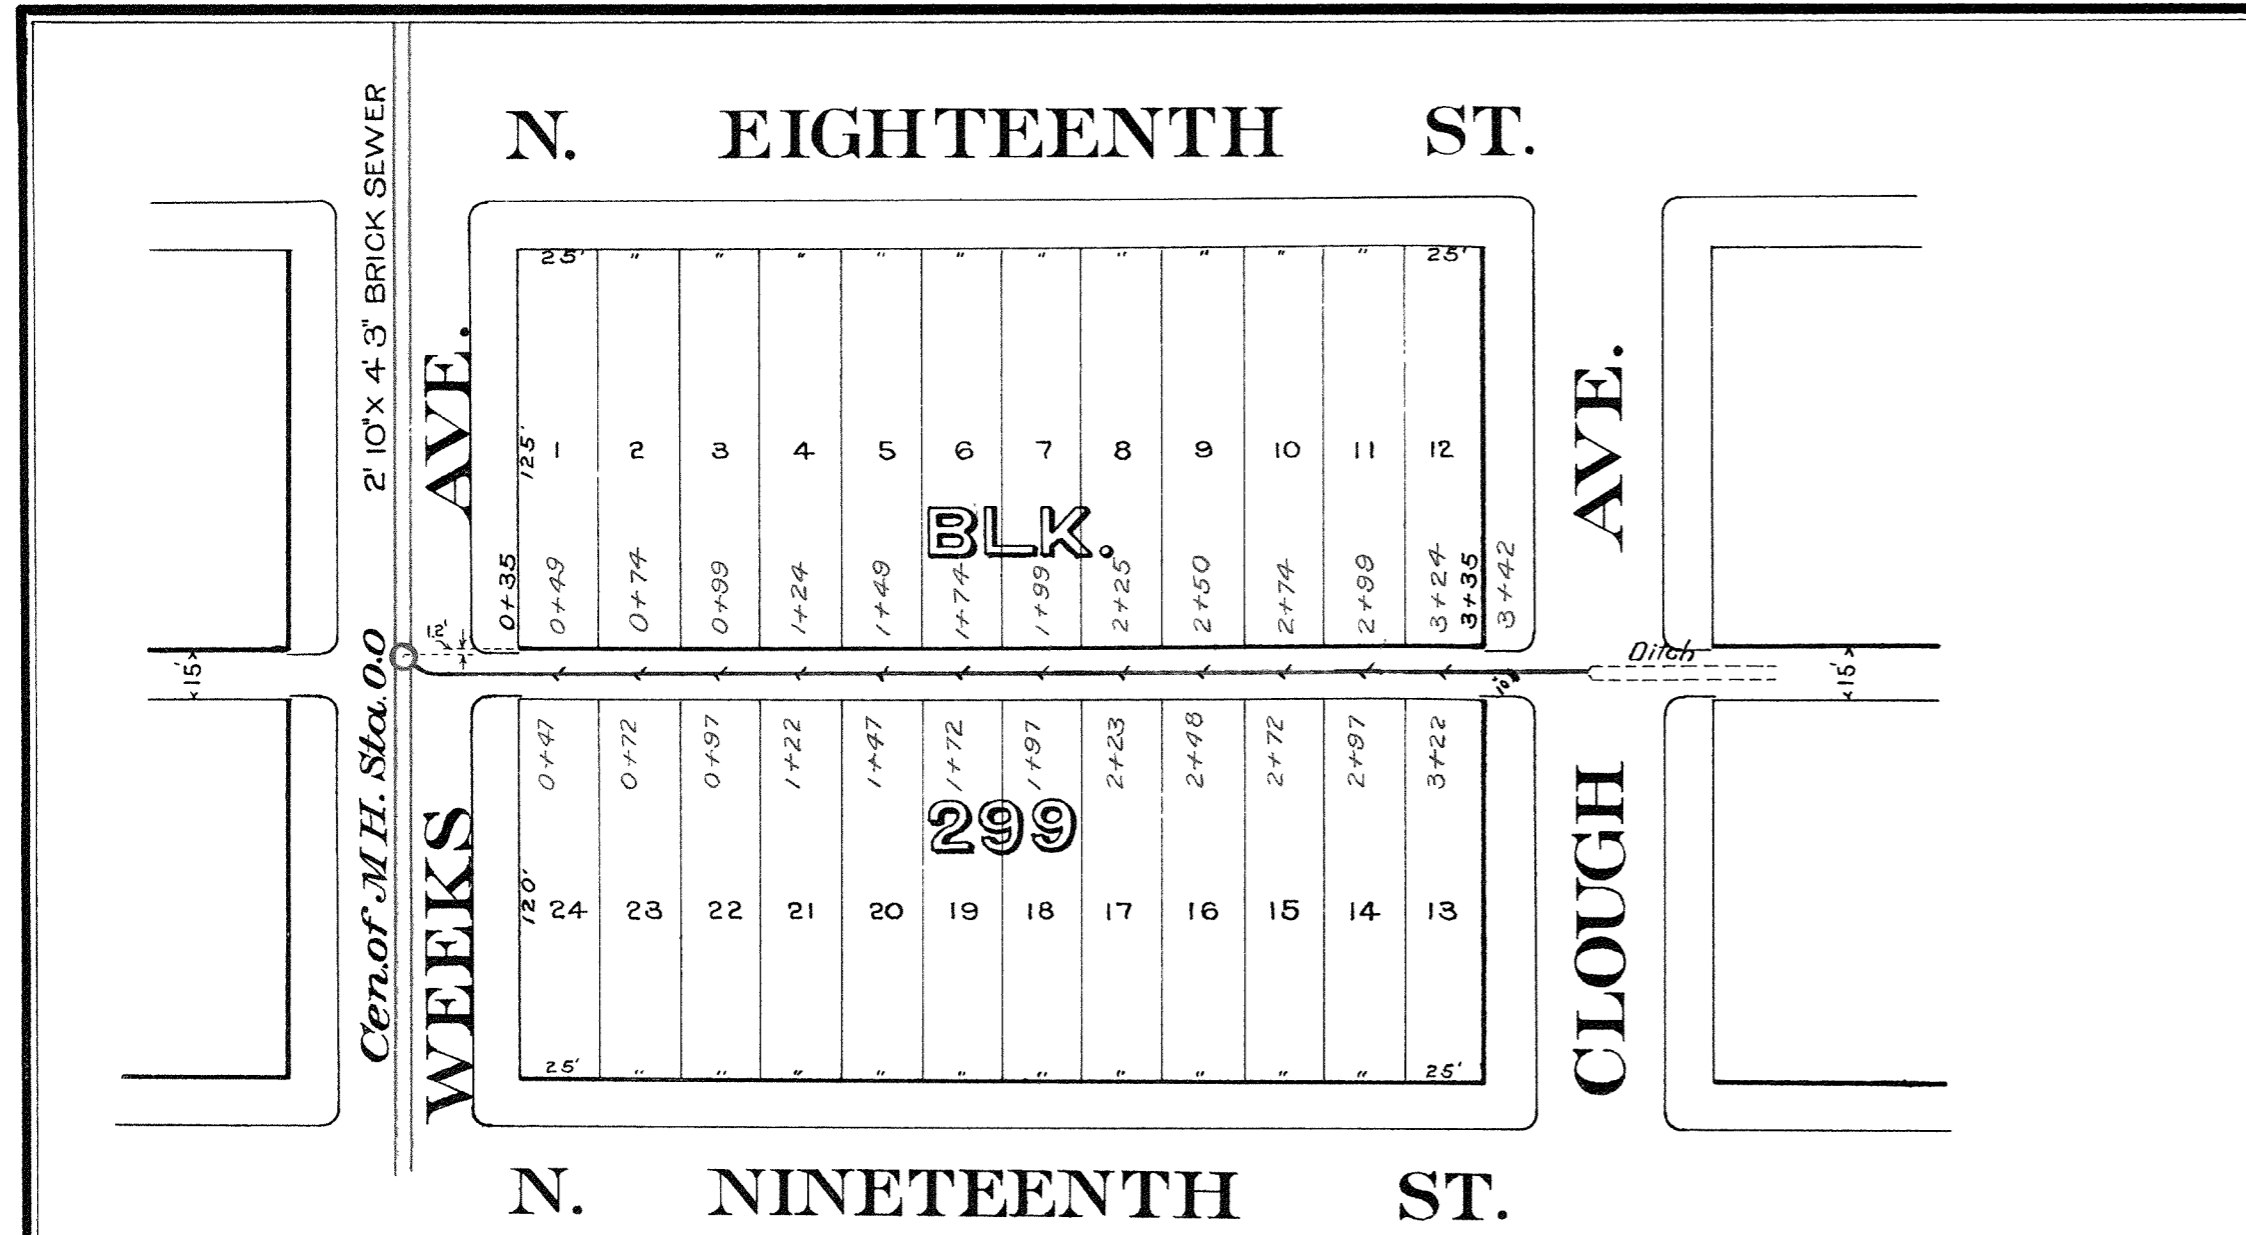 N. EIGHTEENTH ST.
2' 10" x 4' 3" BRICK SEWER
25' " " " " " " " " " " 25'
WEEKS AVE.
CLOUGH AVE.
125'
1 2 3 4 5 6 7 8 9 10 11 12
BLK.
0+35 0+49 0+74 0+99 1+24 1+49 1+74 1+99 2+25 2+50 2+74 2+99 3+24 3+35 3+42
1.2'
15'
Ditch
15'
10"
Cen. of M H. Sta. 0.0
0+47 0+72 0+97 1+22 1+47 1+72 1+97 2+23 2+48 2+72 2+97 3+22
299
120'
24 23 22 21 20 19 18 17 16 15 14 13
25' " " " " " " " " " " 25'
N. NINETEENTH ST.